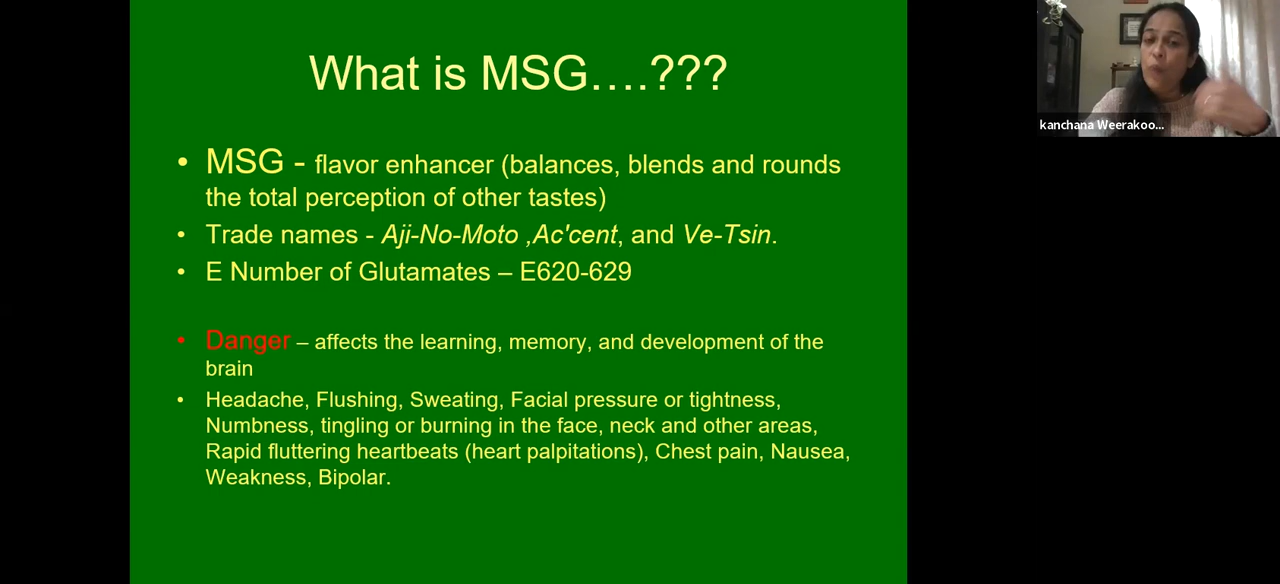 What is MSG....???
• MSG - flavor enhancer (balances, blends and rounds
the total perception of other tastes)
• Trade names - Aji-No-Moto ,Ac'cent, and Ve-Tsin.
• E Number of Glutamates – E620-629
• Danger – affects the learning, memory, and development of the
brain
• Headache, Flushing, Sweating, Facial pressure or tightness,
Numbness, tingling or burning in the face, neck and other areas,
Rapid fluttering heartbeats (heart palpitations), Chest pain, Nausea,
Weakness, Bipolar.
kanchana Weerakoo...